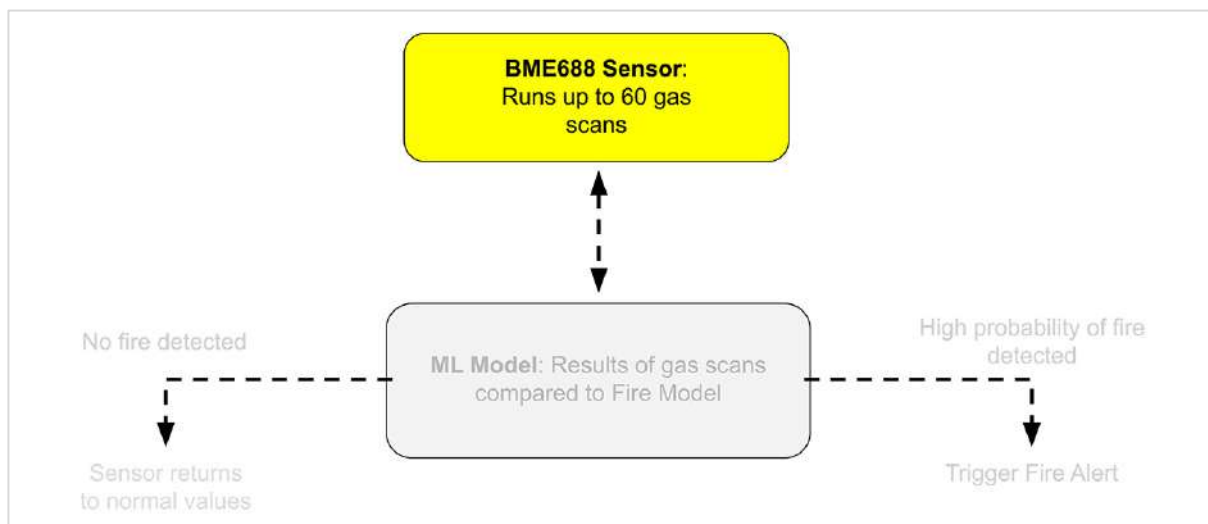 BME688 Sensor:
Runs up to 60 gas
scans
No fire detected
ML Model: Results of gas scans
compared to Fire Model
High probability of fire
detected
Sensor returns
to normal values
Trigger Fire Alert